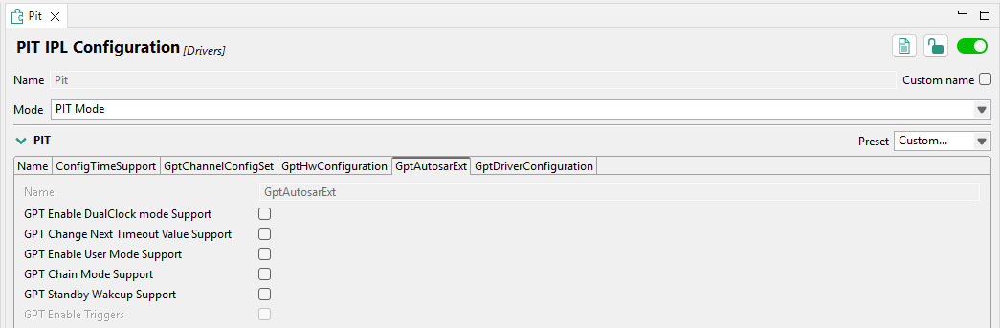 Pit
PIT IPL Configuration [Drivers]
Name Pit Custom name
Mode PIT Mode
PIT Preset Custom...
Name ConfigTimeSupport GptChannelConfigSet GptHwConfiguration GptAutosarExt GptDriverConfiguration
Name GptAutosarExt
GPT Enable DualClock mode Support
GPT Change Next Timeout Value Support
GPT Enable User Mode Support
GPT Chain Mode Support
GPT Standby Wakeup Support
GPT Enable Triggers